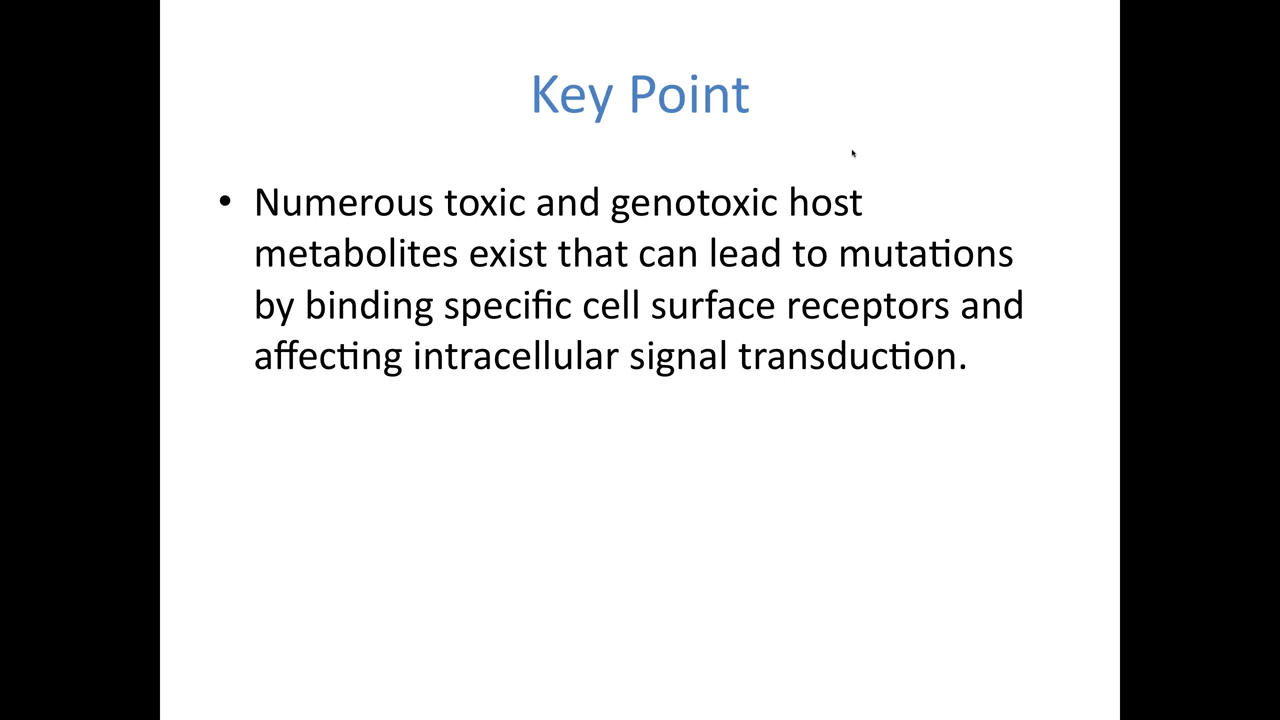 Key Point
• Numerous toxic and genotoxic host
metabolites exist that can lead to mutations
by binding specific cell surface receptors and
affecting intracellular signal transduction.